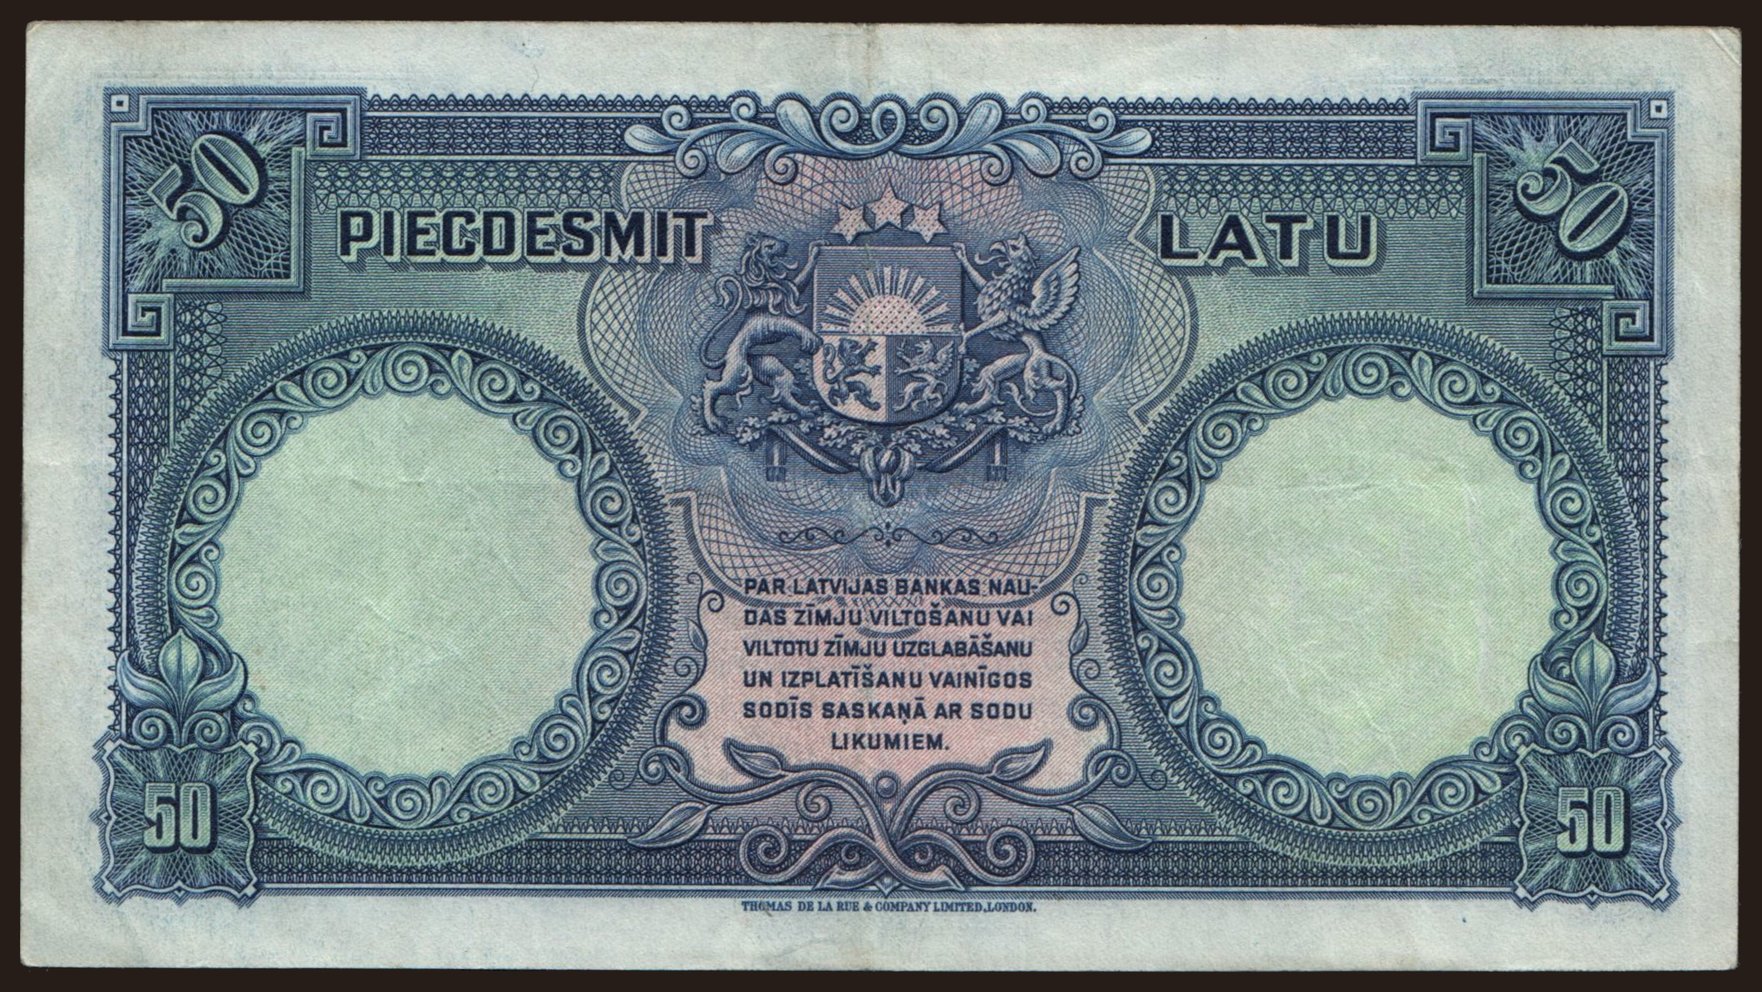 50
50
PIECDESMIT LATU
PAR LATVIJAS BANKAS NAU-
DAS ZĪMJU VILTOŠANU VAI
VILTOTU ZĪMJU UZGLABĀŠANU
UN IZPLATĪŠANU VAINĪGOS
SODĪS SASKAŅĀ AR SODU
LIKUMIEM.
50
50
THOMAS DE LA RUE & COMPANY LIMITED, LONDON.